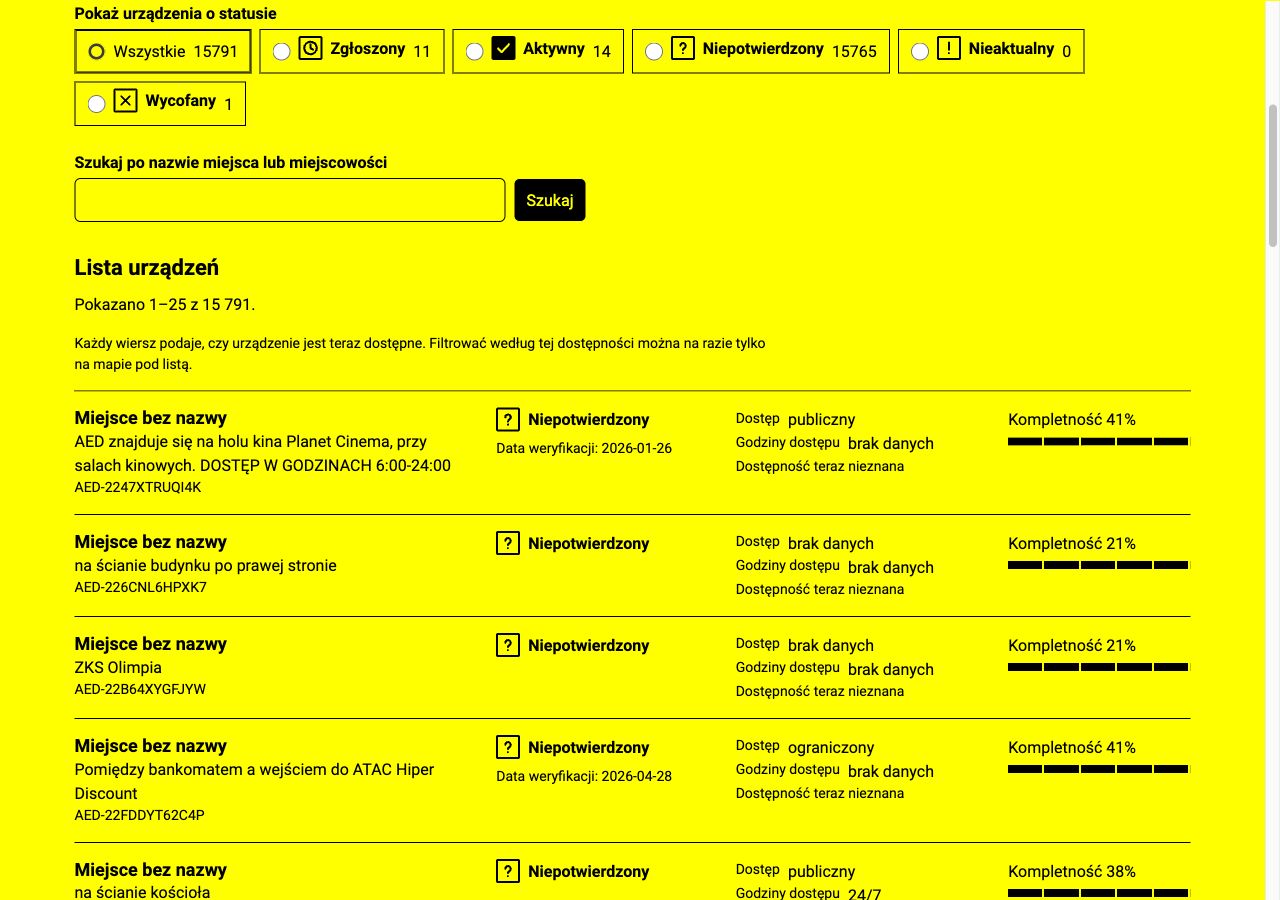 Pokaż urządzenia o statusie
Wszystkie 15791
Zgłoszony 11
Aktywny 14
? Niepotwierdzony 15765
! Nieaktualny 0
Wycofany 1
Szukaj po nazwie miejsca lub miejscowości
Szukaj
Lista urządzeń
Pokazano 1–25 z 15 791.
Każdy wiersz podaje, czy urządzenie jest teraz dostępne. Filtrować według tej dostępności można na razie tylko
na mapie pod listą.
Miejsce bez nazwy
AED znajduje się na holu kina Planet Cinema, przy
salach kinowych. DOSTĘP W GODZINACH 6:00-24:00
AED-2247XTRUQI4K
? Niepotwierdzony
Data weryfikacji: 2026-01-26
Dostęp publiczny
Godziny dostępu brak danych
Dostępność teraz nieznana
Kompletność 41%
Miejsce bez nazwy
na ścianie budynku po prawej stronie
AED-226CNL6HPXK7
? Niepotwierdzony
Dostęp brak danych
Godziny dostępu brak danych
Dostępność teraz nieznana
Kompletność 21%
Miejsce bez nazwy
ZKS Olimpia
AED-22B64XYGFJYW
? Niepotwierdzony
Dostęp brak danych
Godziny dostępu brak danych
Dostępność teraz nieznana
Kompletność 21%
Miejsce bez nazwy
Pomiędzy bankomatem a wejściem do ATAC Hiper
Discount
AED-22FDDYT62C4P
? Niepotwierdzony
Data weryfikacji: 2026-04-28
Dostęp ograniczony
Godziny dostępu brak danych
Dostępność teraz nieznana
Kompletność 41%
Miejsce bez nazwy
na ścianie kościoła
? Niepotwierdzony
Dostęp publiczny
Godziny dostępu 24/7
Kompletność 38%